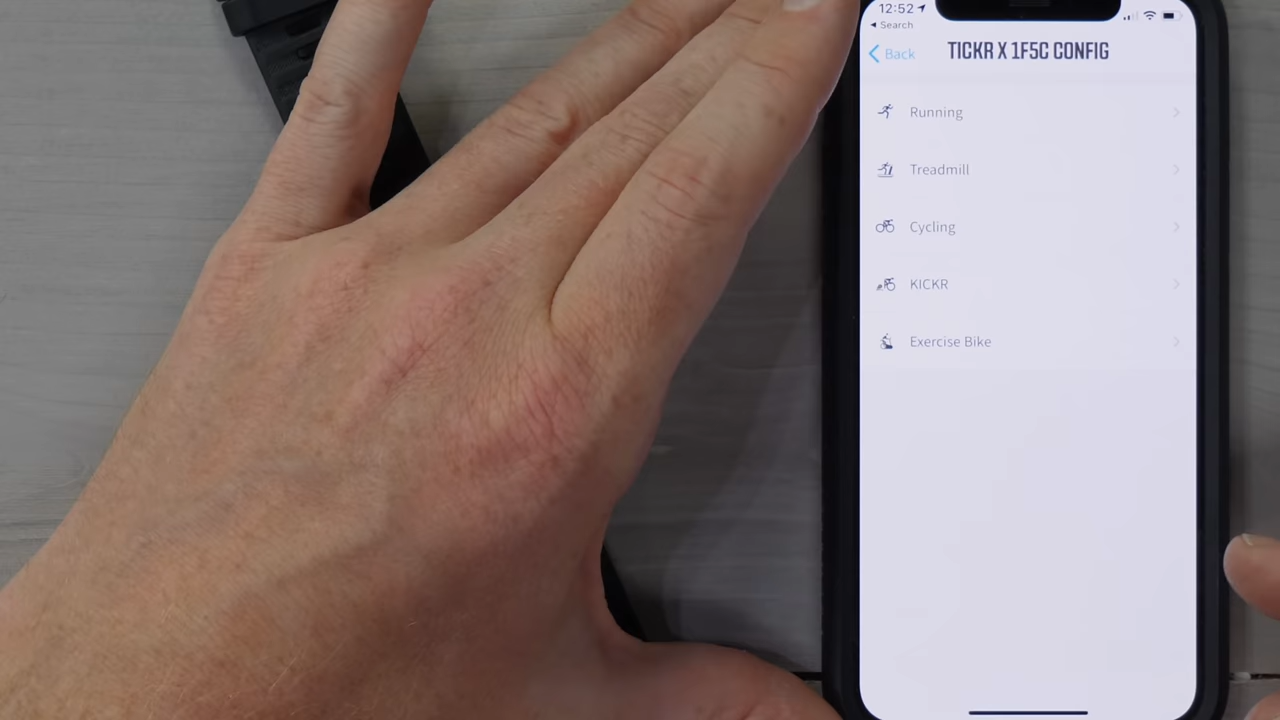 12:52
Search
Back
TICKR X 1F5C CONFIG
Running
Treadmill
Cycling
KICKR
Exercise Bike